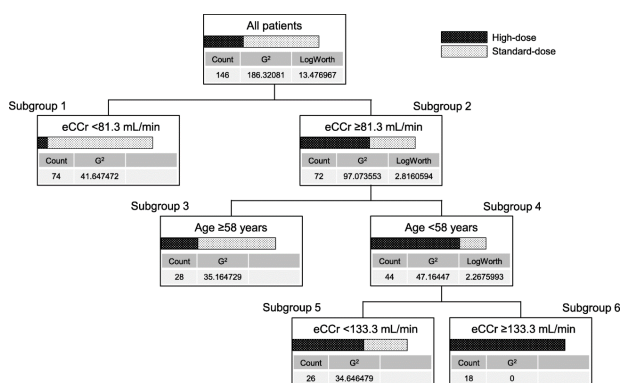 All patients
Count G² LogWorth
146 186.32081 13.476967
High-dose
Standard-dose
Subgroup 1
eCCr <81.3 mL/min
Count G²
74 41.647472
Subgroup 2
eCCr ≥81.3 mL/min
Count G² LogWorth
72 97.073553 2.8160594
Subgroup 3
Age ≥58 years
Count G²
28 35.164729
Subgroup 4
Age <58 years
Count G² LogWorth
44 47.16447 2.2675993
Subgroup 5
eCCr <133.3 mL/min
Count G²
26 34.646479
Subgroup 6
eCCr ≥133.3 mL/min
Count G²
18 0